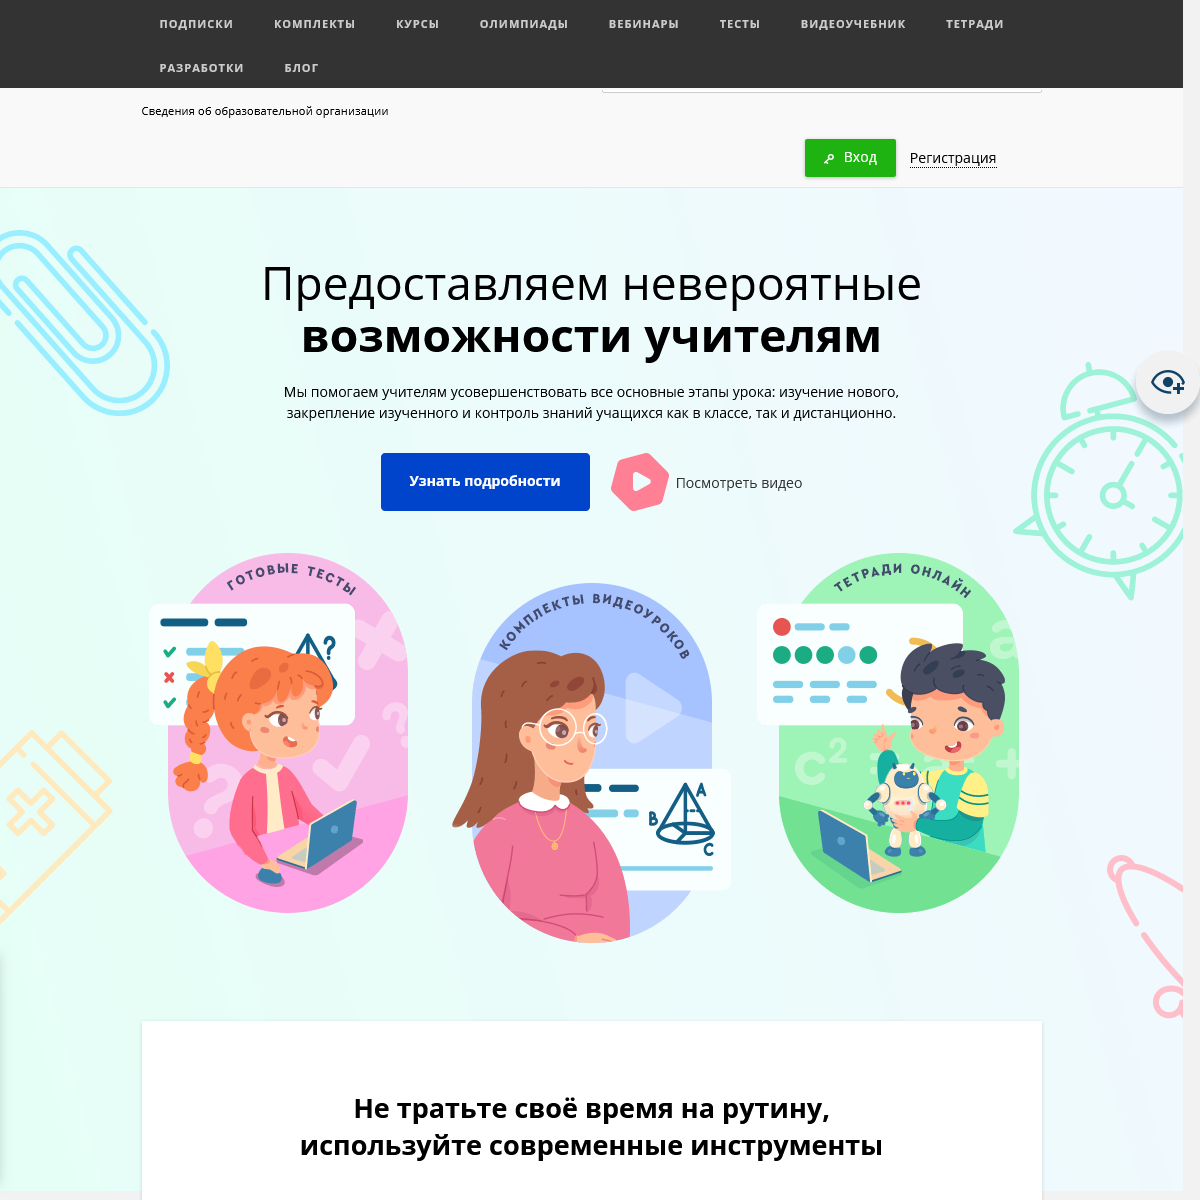 ПОДПИСКИ КОМПЛЕКТЫ КУРСЫ ОЛИМПИАДЫ ВЕБИНАРЫ ТЕСТЫ ВИДЕОУЧЕБНИК ТЕТРАДИ
РАЗРАБОТКИ БЛОГ
Сведения об образовательной организации
Вход Регистрация
Предоставляем невероятные
возможности учителям
Мы помогаем учителям усовершенствовать все основные этапы урока: изучение нового,
закрепление изученного и контроль знаний учащихся как в классе, так и дистанционно.
Узнать подробности Посмотреть видео
ГОТОВЫЕ ТЕСТЫ
?
КОМПЛЕКТЫ ВИДЕОУРОКОВ
A
B
C
ТЕТРАДИ ОНЛАЙН
a
c²
+
Не тратьте своё время на рутину,
используйте современные инструменты